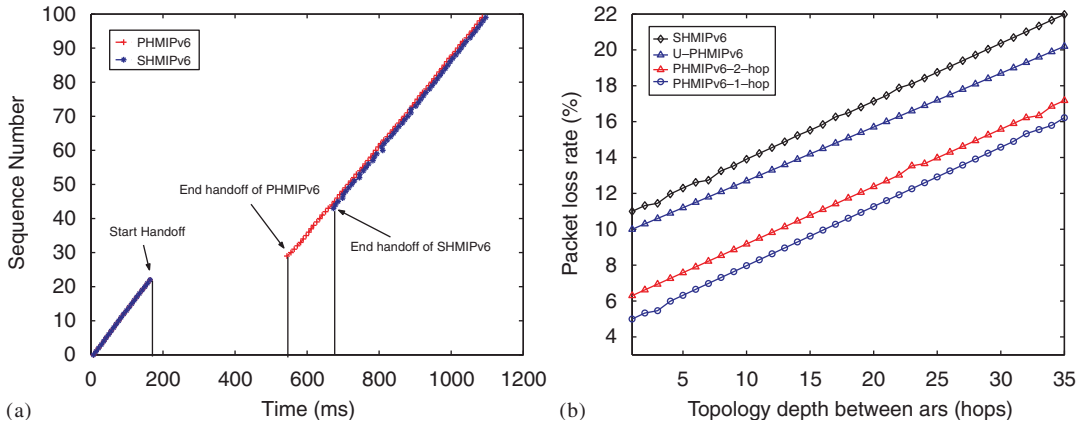 100
90
80
70
60
50
40
30
20
10
0
Sequence Number
PHMIPv6
SHMIPv6
End handoff of PHMIPv6
Start Handoff
End handoff of SHMIPv6
0 200 400 600 800 1000 1200
(a) Time (ms)
22
20
18
16
14
12
10
8
6
4
Packet loss rate (%)
SHMIPv6
U–PHMIPv6
PHMIPv6–2–hop
PHMIPv6–1–hop
5 10 15 20 25 30 35
(b) Topology depth between ars (hops)